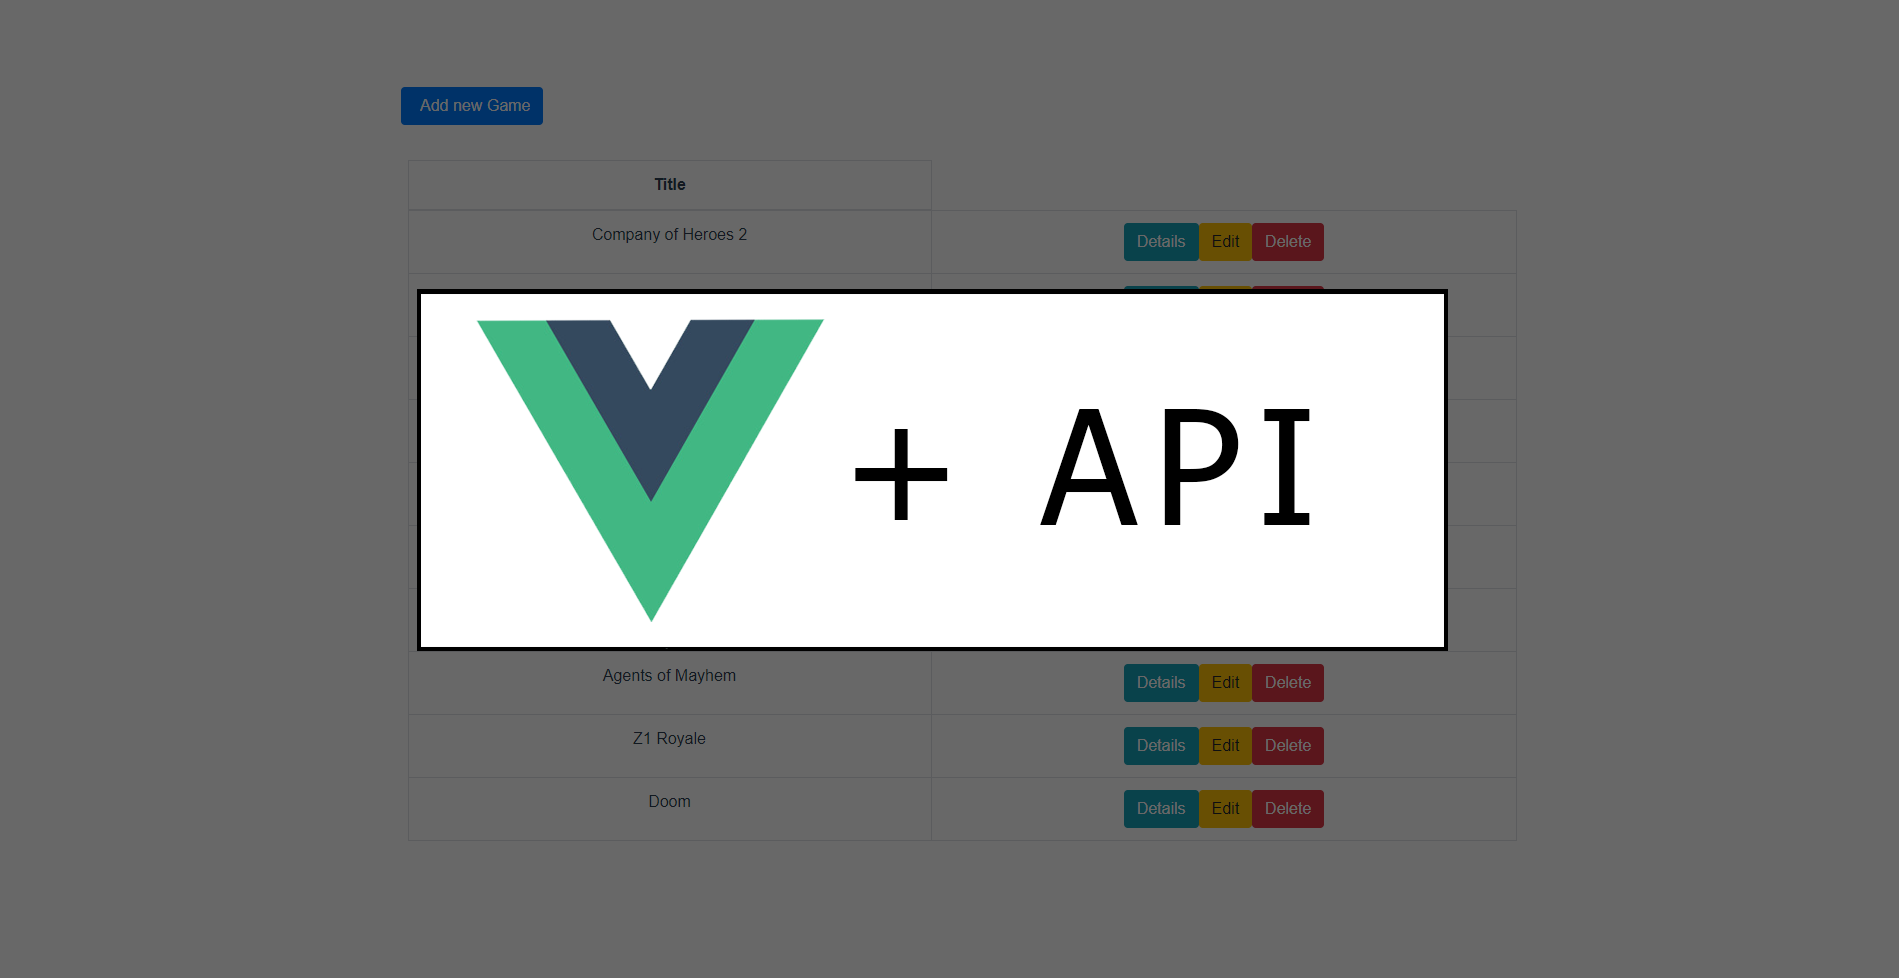 Add new Game
Title
Company of Heroes 2 Details Edit Delete
+ API
Agents of Mayhem Details Edit Delete
Z1 Royale Details Edit Delete
Doom Details Edit Delete